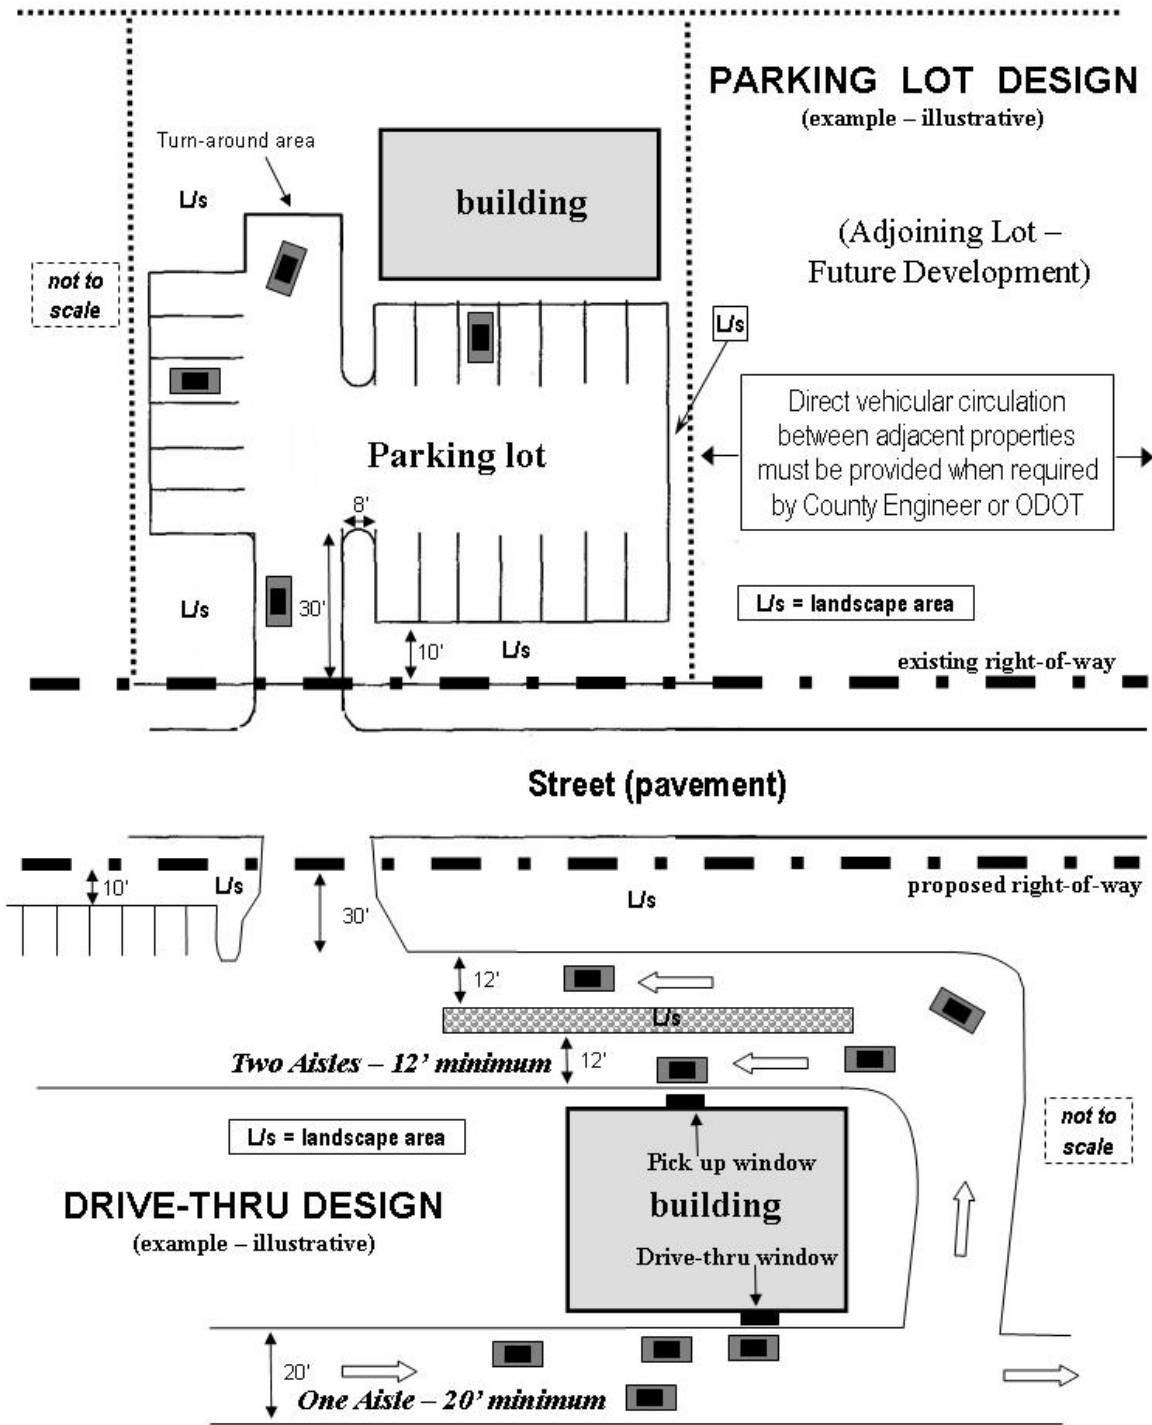 PARKING LOT DESIGN
(example – illustrative)
Turn-around area
L/s
building
(Adjoining Lot –
Future Development)
not to
scale
L/s
Direct vehicular circulation
between adjacent properties
must be provided when required
by County Engineer or ODOT
Parking lot
8'
L/s
30'
L/s = landscape area
10'
L/s
existing right-of-way
Street (pavement)
10'
L/s
30'
L/s
proposed right-of-way
12'
L/s
Two Aisles – 12' minimum
12'
L/s = landscape area
not to
scale
Pick up window
building
DRIVE-THRU DESIGN
(example – illustrative)
Drive-thru window
20'
One Aisle – 20' minimum